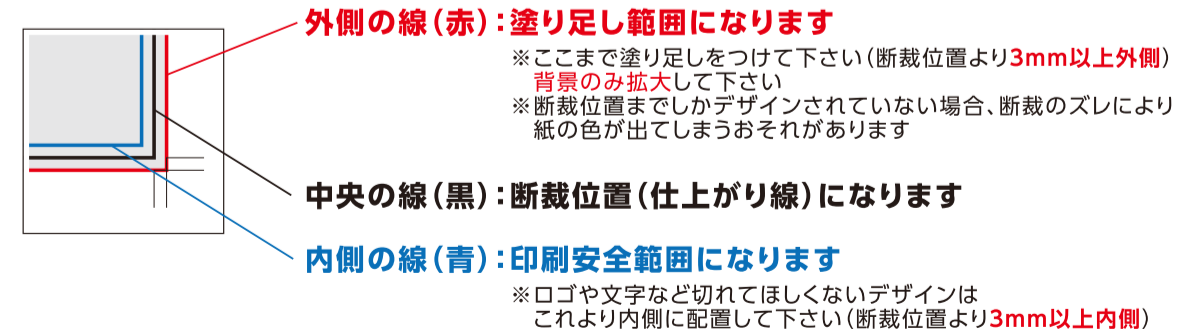 外側の線（赤）：塗り足し範囲になります
※ここまで塗り足しをつけて下さい（断裁位置より3mm以上外側）
背景のみ拡大して下さい
※断裁位置までしかデザインされていない場合、断裁のズレにより
紙の色が出てしまうおそれがあります
中央の線（黒）：断裁位置（仕上がり線）になります
内側の線（青）：印刷安全範囲になります
※ロゴや文字など切れてほしくないデザインは
これより内側に配置して下さい（断裁位置より3mm以上内側）